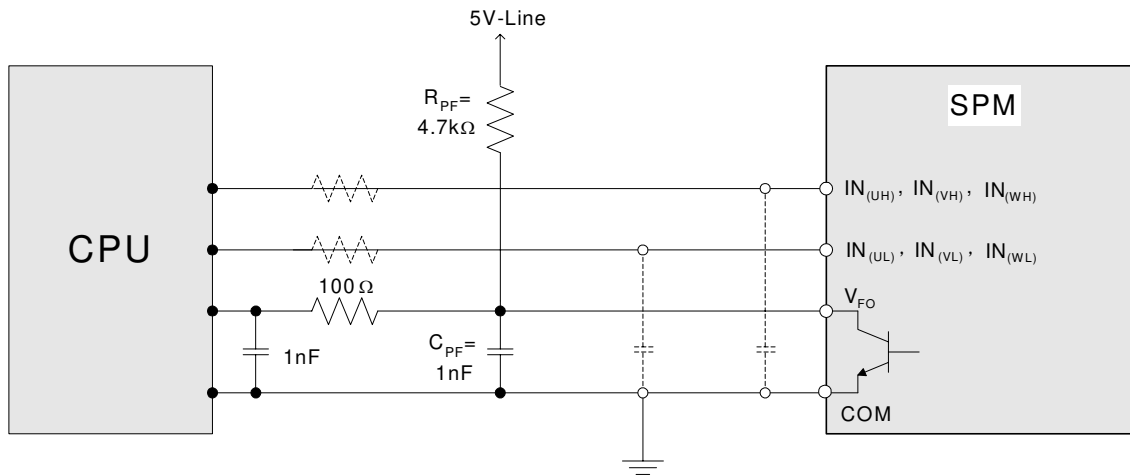 5V-Line
R_PF=
4.7kΩ
SPM
CPU
IN_(UH), IN_(VH), IN_(WH)
IN_(UL), IN_(VL), IN_(WL)
100Ω
V_FO
1nF
C_PF=
1nF
COM